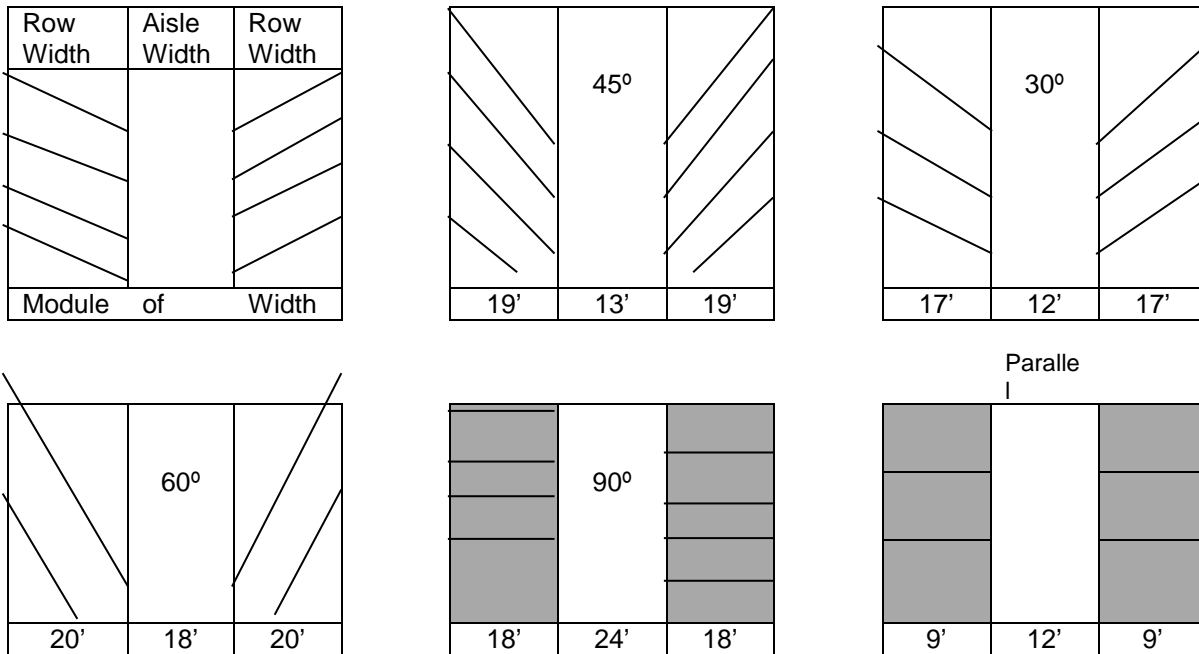 Row Width
Aisle Width
Row Width
Module of Width
45º
19’ 13’ 19’
30º
17’ 12’ 17’
60º
20’ 18’ 20’
90º
18’ 24’ 18’
Paralle
l
9’ 12’ 9’